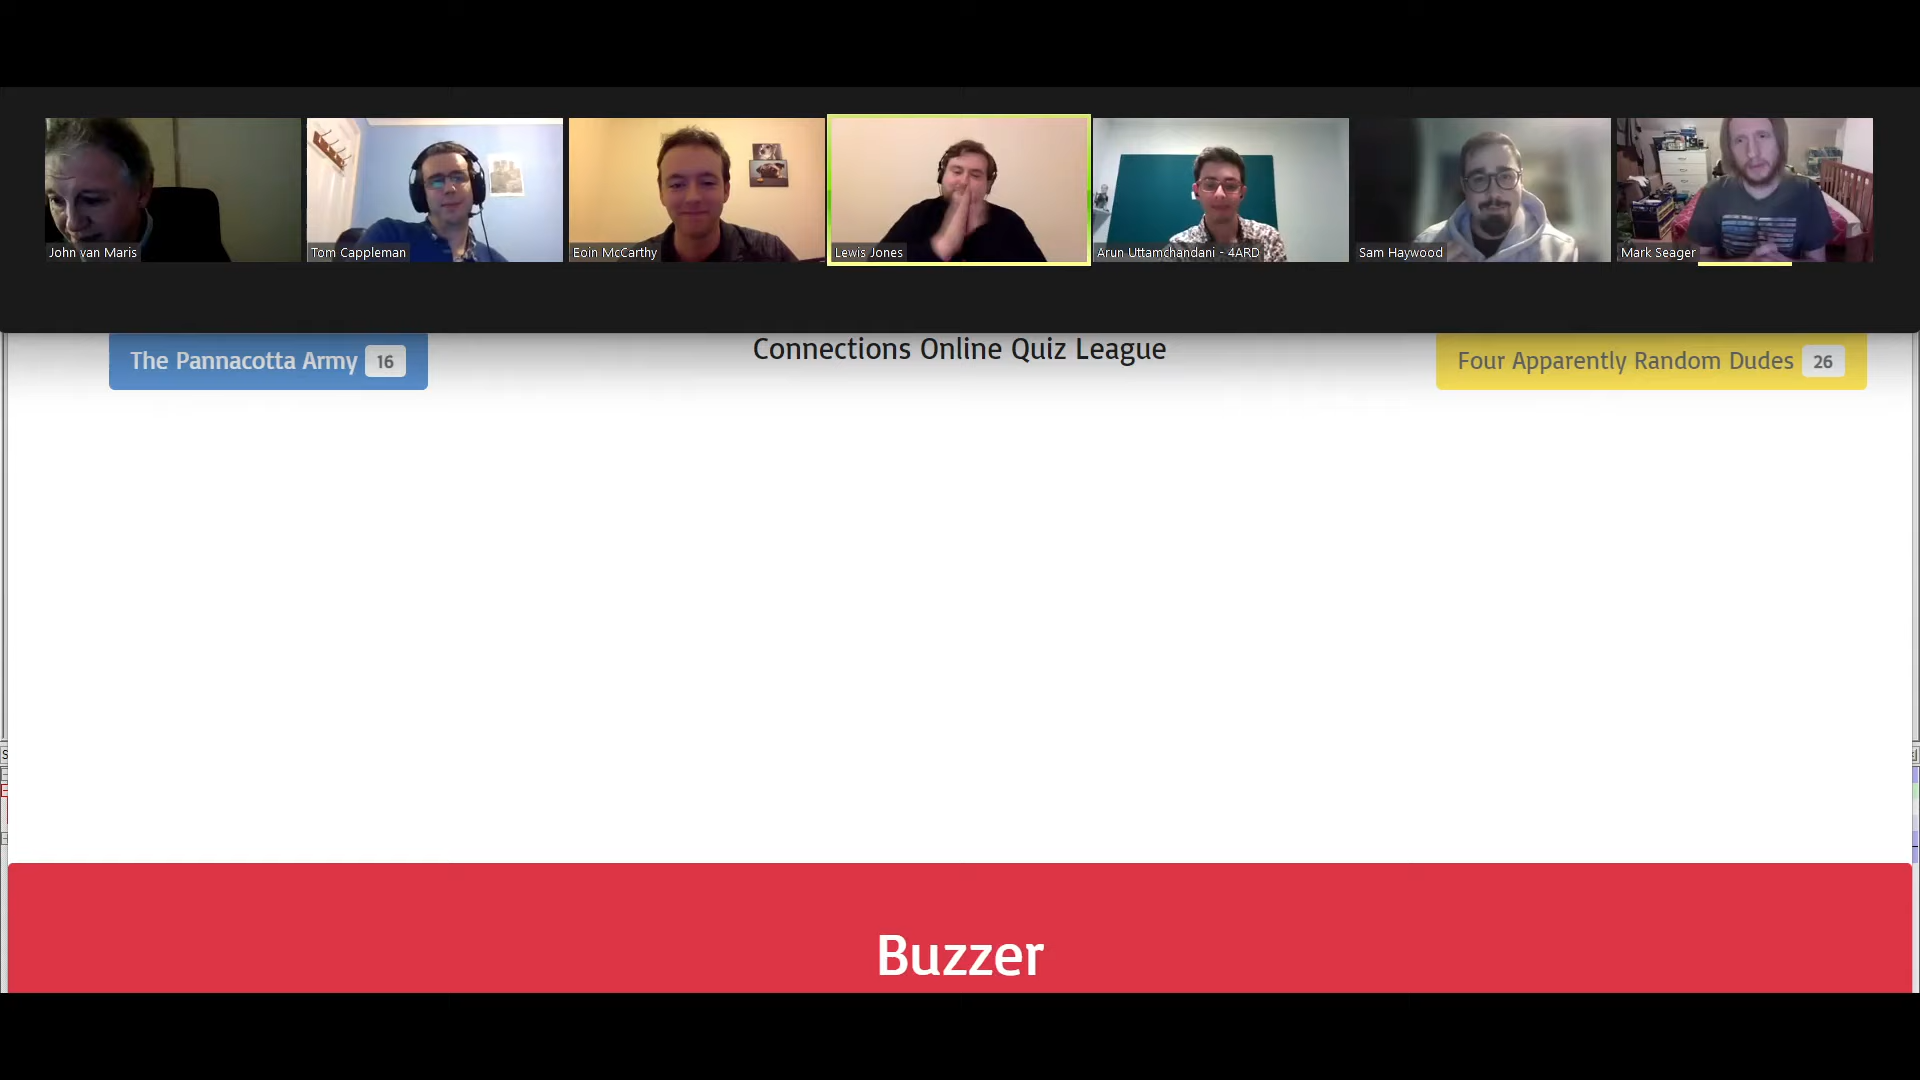 John van Maris
Tom Cappleman
Eoin McCarthy
Lewis Jones
Arun Uttamchandani - 4ARD
Sam Haywood
Mark Seager
The Pannacotta Army 16
Connections Online Quiz League
Four Apparently Random Dudes 26
Buzzer